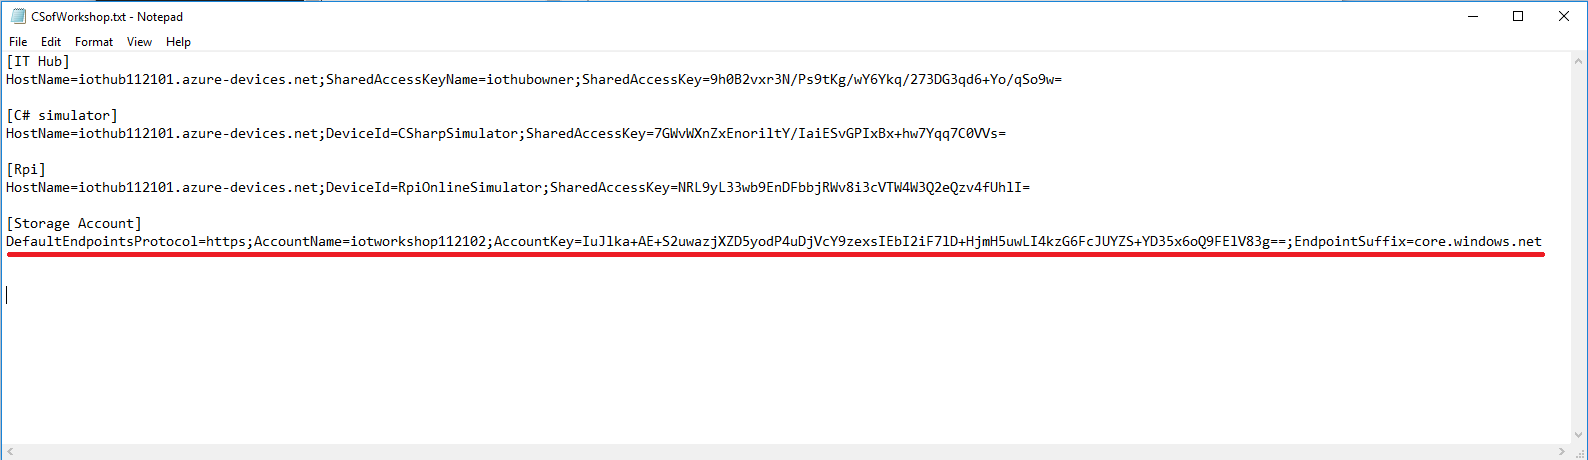 CSofWorkshop.txt - Notepad
File Edit Format View Help
[IT Hub]
HostName=iothub112101.azure-devices.net;SharedAccessKeyName=iothubowner;SharedAccessKey=9h0B2vxr3N/Ps9tKg/wY6Ykq/273DG3qd6+Yo/qSo9w=
[C# simulator]
HostName=iothub112101.azure-devices.net;DeviceId=CSharpSimulator;SharedAccessKey=7GWvWXnZxEnoriltY/IaiESvGPIxBx+hw7Yqq7C0VVs=
[Rpi]
HostName=iothub112101.azure-devices.net;DeviceId=RpiOnlineSimulator;SharedAccessKey=NRL9yL33wb9EnDFbbjRWv8i3cVTW4W3Q2eQzv4fUhlI=
[Storage Account]
DefaultEndpointsProtocol=https;AccountName=iotworkshop112102;AccountKey=IuJlka+AE+S2uwazjXZD5yodP4uDjVcY9zexsIEbI2iF7lD+HjmH5uwLI4kzG6FcJUYZS+YD35x6oQ9FElV83g==;EndpointSuffix=core.windows.net